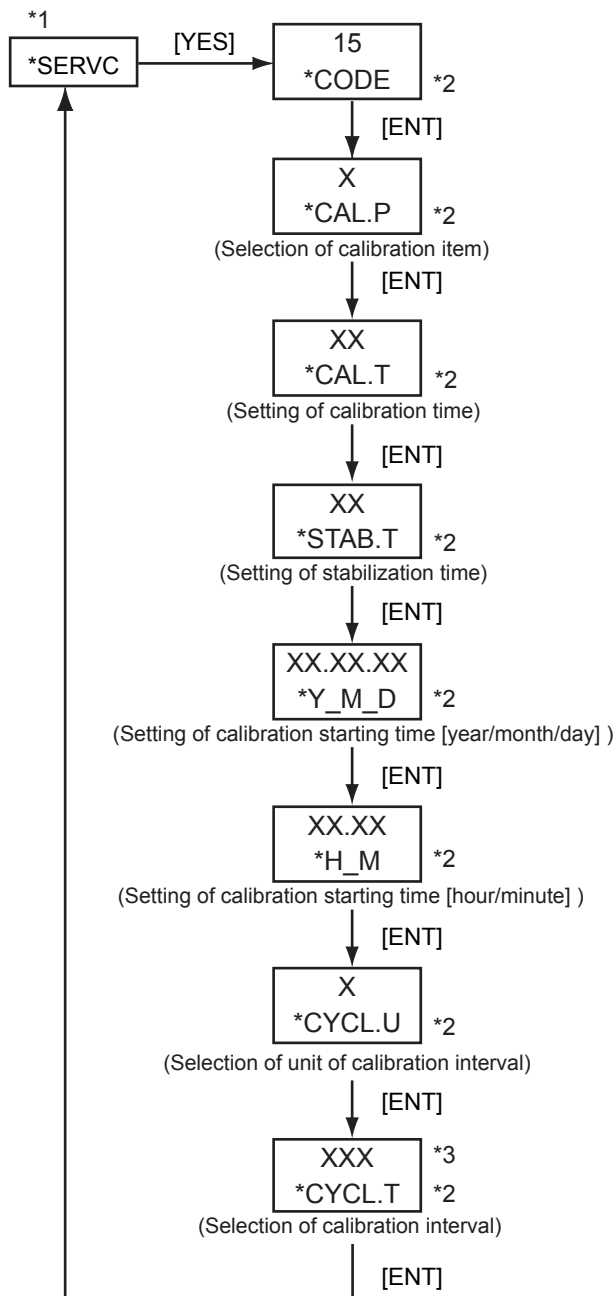 *1
*SERVC
[YES]
15
*CODE *2
[ENT]
X
*CAL.P *2
(Selection of calibration item)
[ENT]
XX
*CAL.T *2
(Setting of calibration time)
[ENT]
XX
*STAB.T *2
(Setting of stabilization time)
[ENT]
XX.XX.XX
*Y_M_D *2
(Setting of calibration starting time [year/month/day] )
[ENT]
XX.XX
*H_M *2
(Setting of calibration starting time [hour/minute] )
[ENT]
X
*CYCL.U *2
(Selection of unit of calibration interval)
[ENT]
XXX *3
*CYCL.T *2
(Selection of calibration interval)
[ENT]